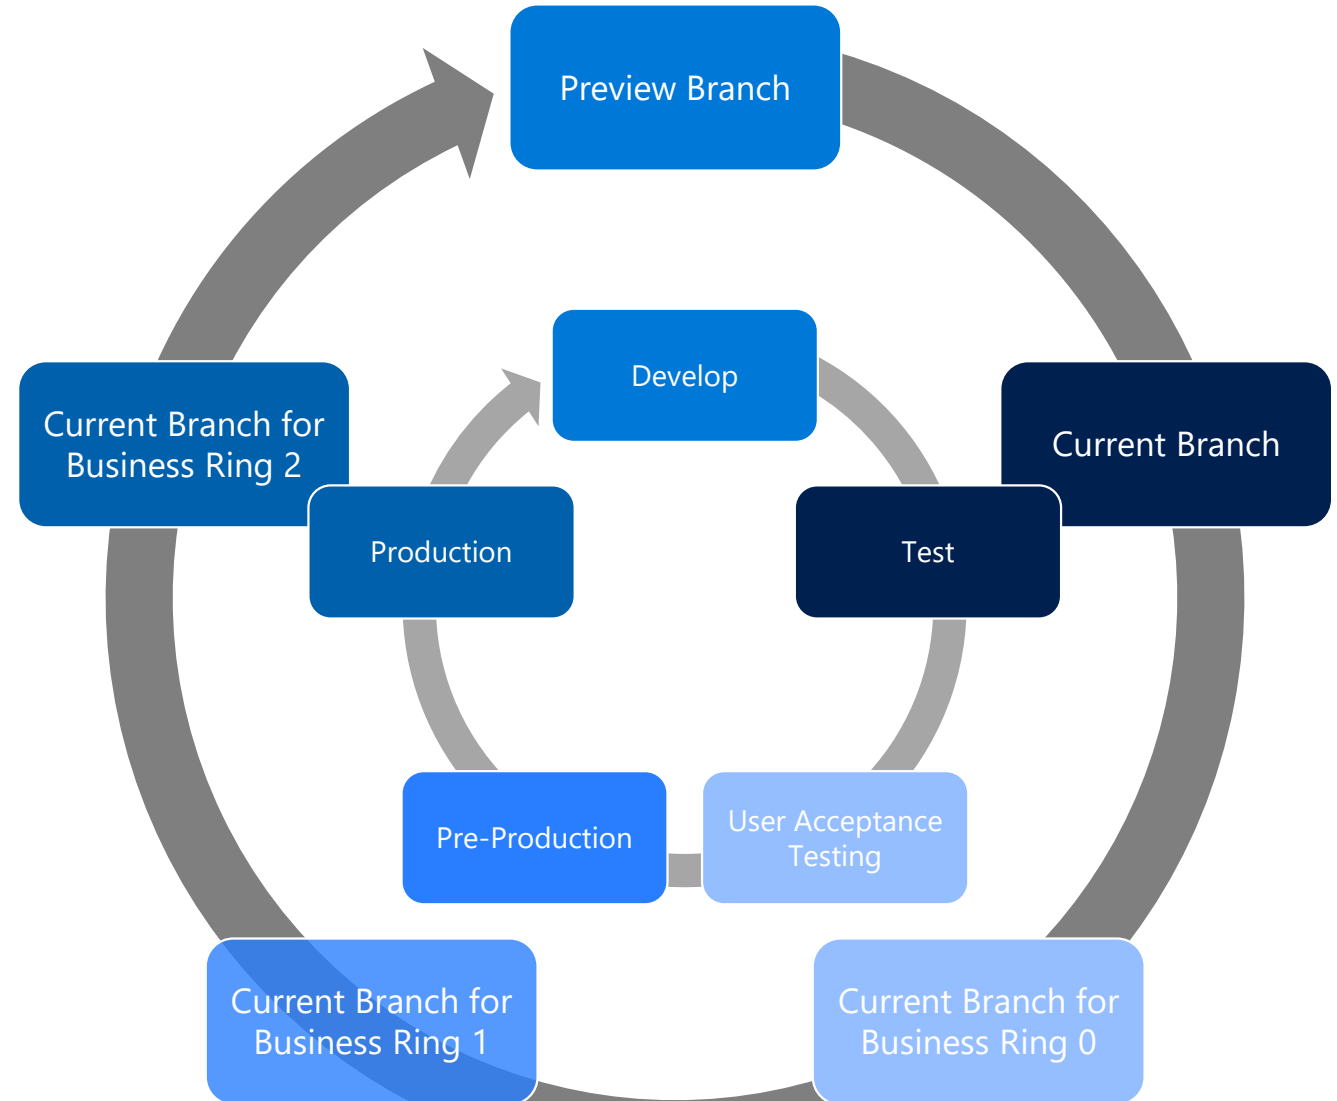 Preview Branch
Develop
Current Branch for
Business Ring 2
Current Branch
Production
Test
Pre-Production
User Acceptance
Testing
Current Branch for
Business Ring 1
Current Branch for
Business Ring 0